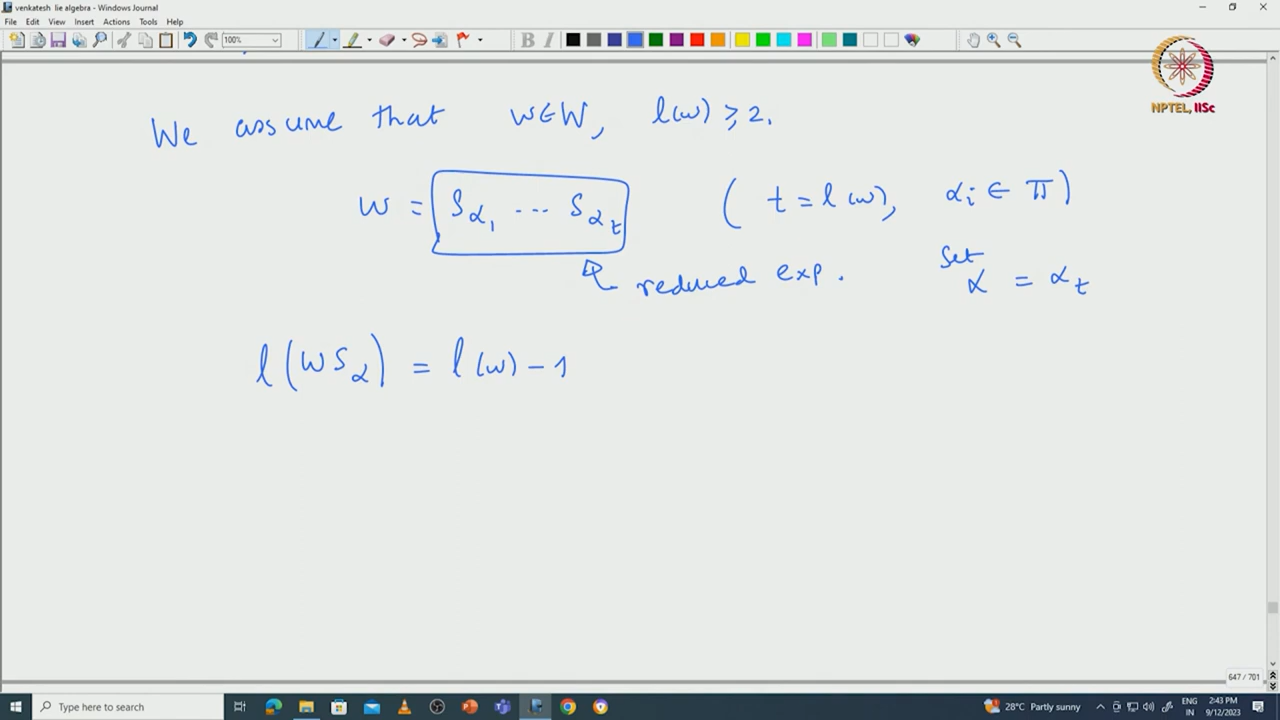 venkatesh lie algebra - Windows Journal
File Edit View Insert Actions Tools Help
100%
B I
NPTEL, IISc
We assume that w∈W, l(w) ≥ 2.
w = S_{α_1} ... S_{α_t} ( t = l(w), α_i ∈ Π )
reduced exp. Set α = α_t
l(wS_α) = l(w) - 1
647 / 701
Type here to search
28°C Partly sunny
ENG
IN
2:43 PM
9/12/2023